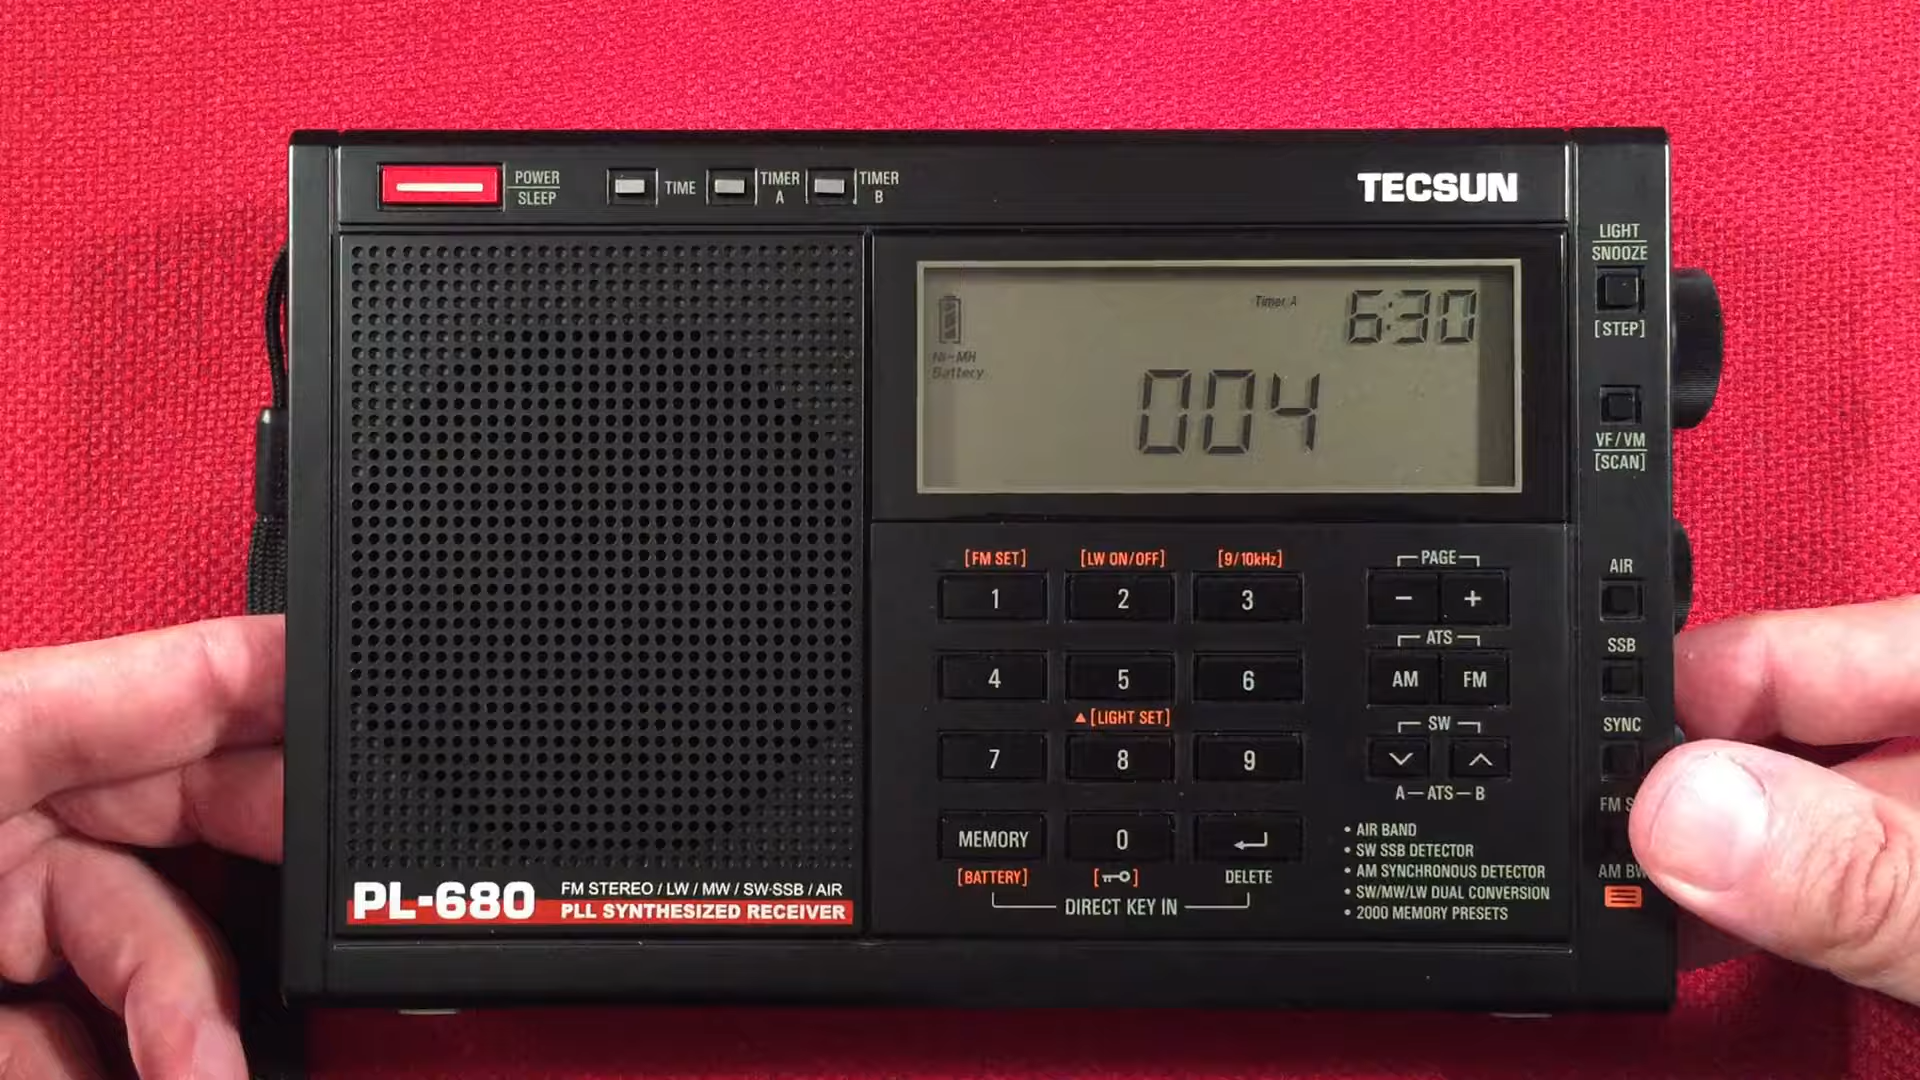 POWER
SLEEP
TIME
TIMER
A
TIMER
B
TECSUN
LIGHT
SNOOZE
[STEP]
VF/VM
[SCAN]
Timer A
6:30
Ni-MH
Battery
004
[FM SET] [LW ON/OFF] [9/10kHz]
1 2 3
4 5 6
▲[LIGHT SET]
7 8 9
MEMORY 0
[BATTERY] DELETE
DIRECT KEY IN
PAGE
- +
ATS
AM FM
SW
A-ATS-B
• AIR BAND
• SW SSB DETECTOR
• AM SYNCHRONOUS DETECTOR
• SW/MW/LW DUAL CONVERSION
• 2000 MEMORY PRESETS
AIR
SSB
SYNC
FM
AM
PL-680
FM STEREO / LW / MW / SW-SSB / AIR
PLL SYNTHESIZED RECEIVER